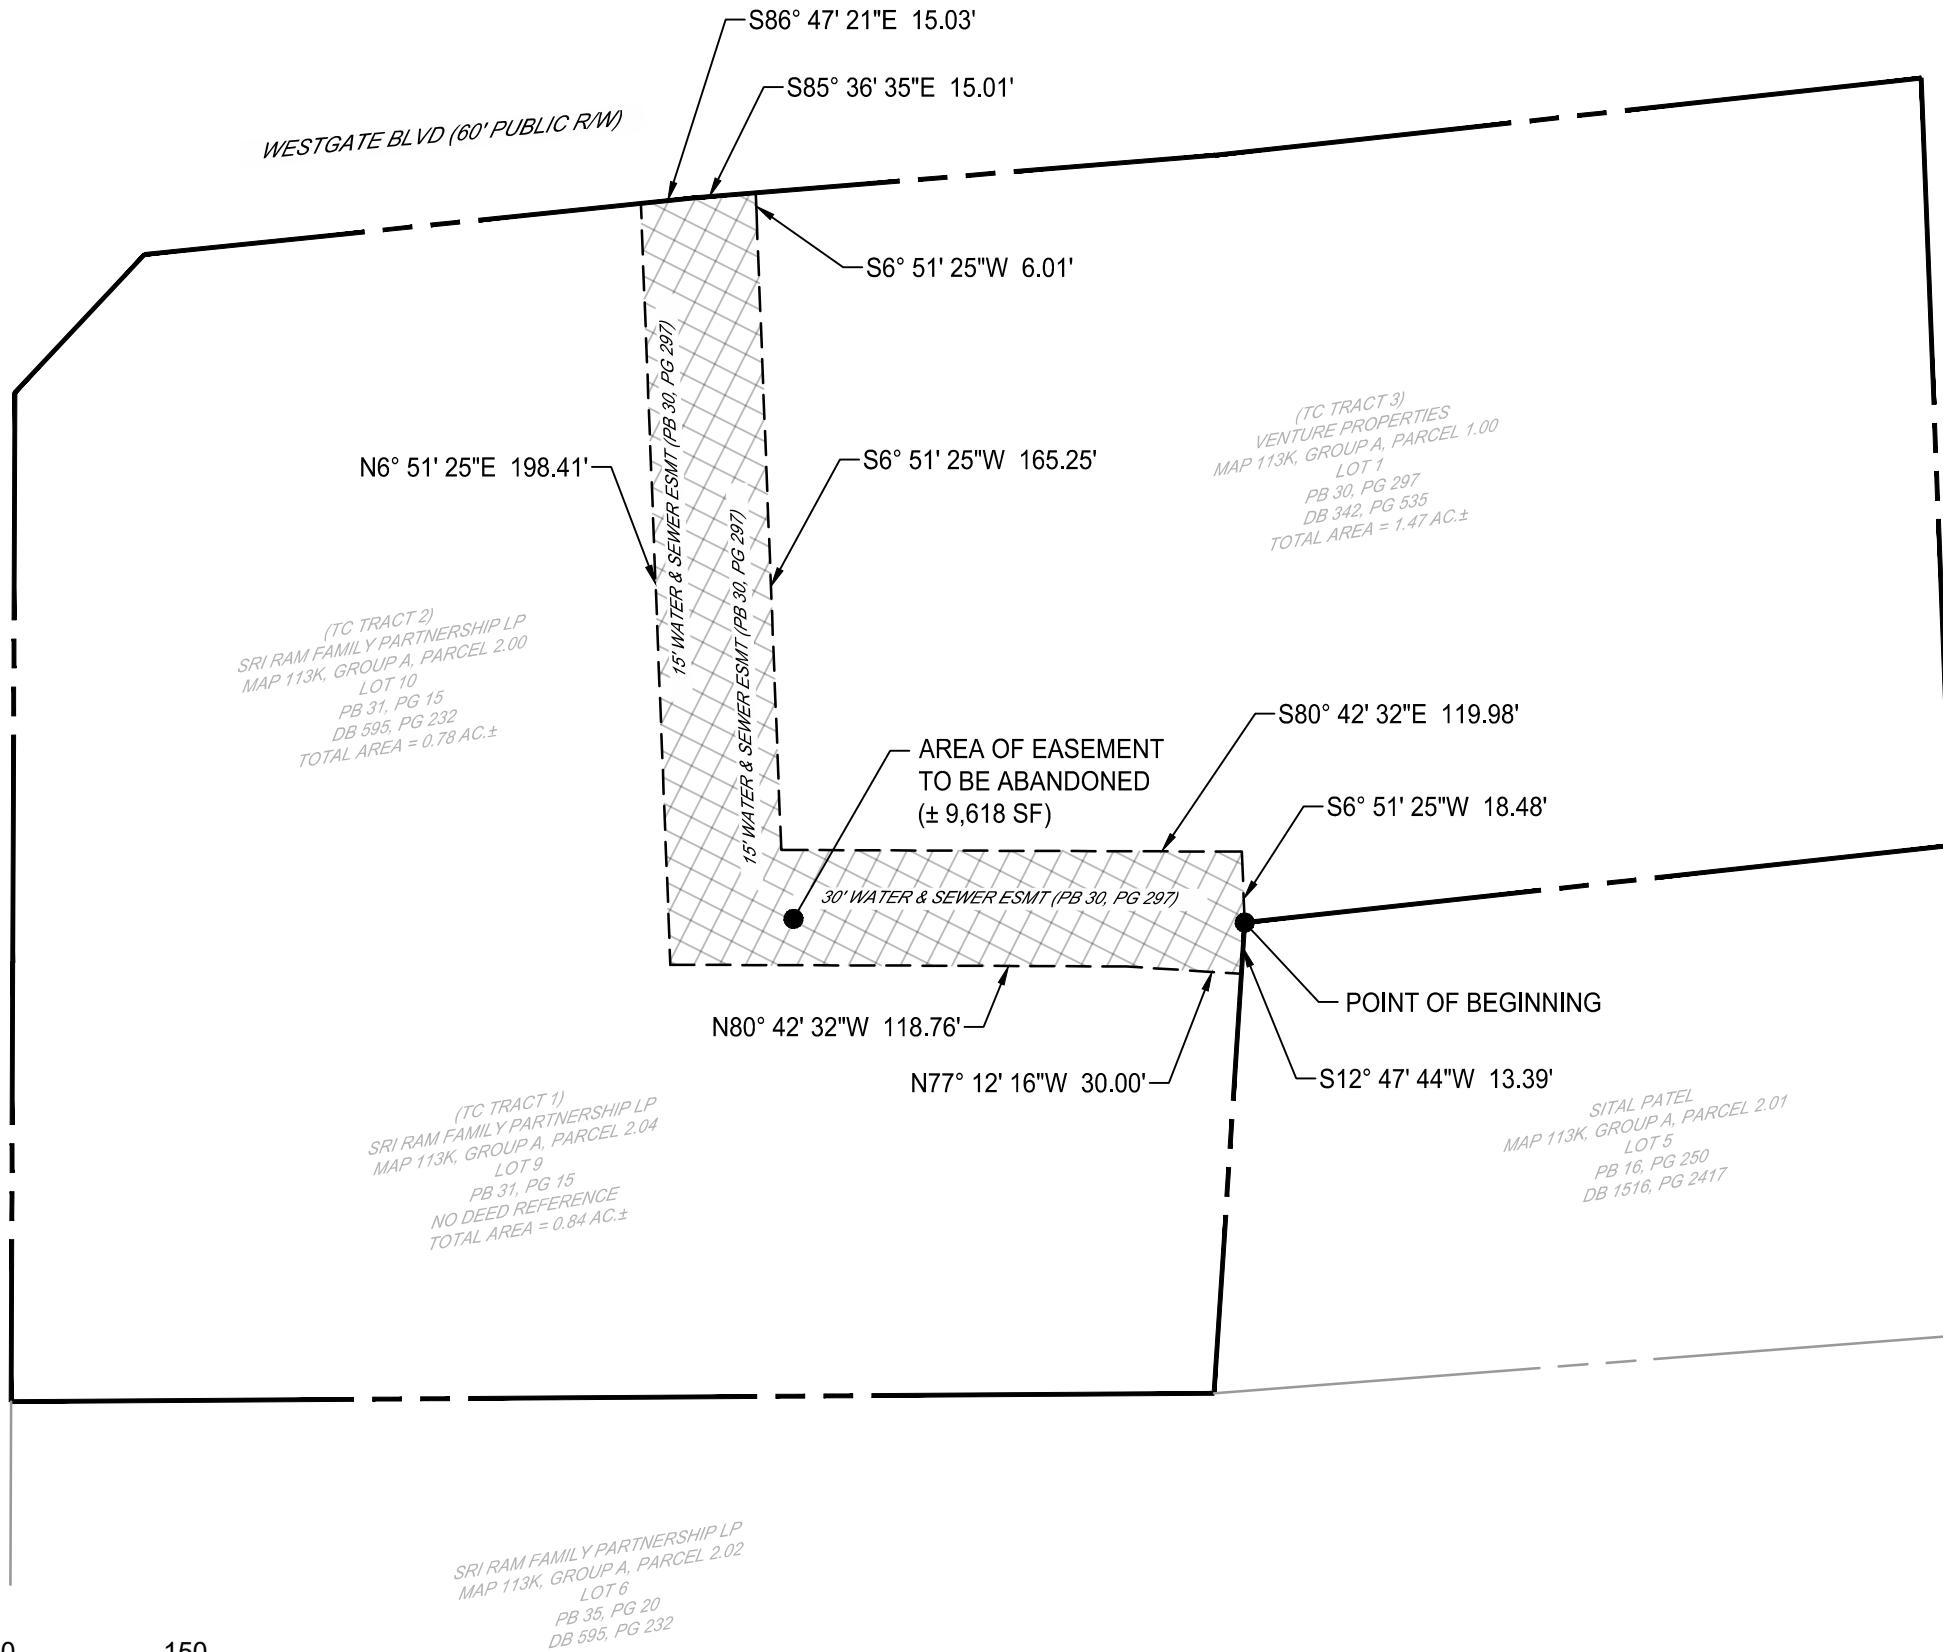 S86° 47' 21"E 15.03'
S85° 36' 35"E 15.01'
WESTGATE BLVD (60' PUBLIC R/W)
S6° 51' 25"W 6.01'
N6° 51' 25"E 198.41'
S6° 51' 25"W 165.25'
15' WATER & SEWER ESMT (PB 30, PG 297)
15' WATER & SEWER ESMT (PB 30, PG 297)
(TC TRACT 3)
VENTURE PROPERTIES
MAP 113K, GROUP A, PARCEL 1.00
LOT 1
PB 30, PG 297
DB 342, PG 535
TOTAL AREA = 1.47 AC.±
(TC TRACT 2)
SRI RAM FAMILY PARTNERSHIP LP
MAP 113K, GROUP A, PARCEL 2.00
LOT 10
PB 31, PG 15
DB 595, PG 232
TOTAL AREA = 0.78 AC.±
S80° 42' 32"E 119.98'
AREA OF EASEMENT
TO BE ABANDONED
(± 9,618 SF)
S6° 51' 25"W 18.48'
30' WATER & SEWER ESMT (PB 30, PG 297)
POINT OF BEGINNING
N80° 42' 32"W 118.76'
N77° 12' 16"W 30.00'
S12° 47' 44"W 13.39'
(TC TRACT 1)
SRI RAM FAMILY PARTNERSHIP LP
MAP 113K, GROUP A, PARCEL 2.04
LOT 9
PB 31, PG 15
NO DEED REFERENCE
TOTAL AREA = 0.84 AC.±
SITAL PATEL
MAP 113K, GROUP A, PARCEL 2.01
LOT 5
PB 16, PG 250
DB 1516, PG 2417
SRI RAM FAMILY PARTNERSHIP LP
MAP 113K, GROUP A, PARCEL 2.02
LOT 6
PB 35, PG 20
DB 595, PG 232
0 150